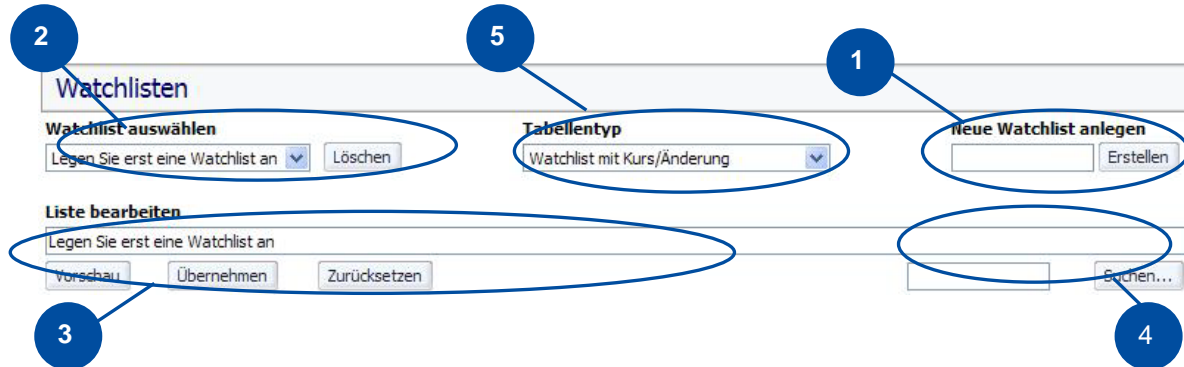 2 5 1
Watchlisten
Watchlist auswählen Tabellentyp Neue Watchlist anlegen
Legen Sie erst eine Watchlist an Löschen Watchlist mit Kurs/Änderung Erstellen
Liste bearbeiten
Legen Sie erst eine Watchlist an
Vorschau Übernehmen Zurücksetzen Suchen...
3 4